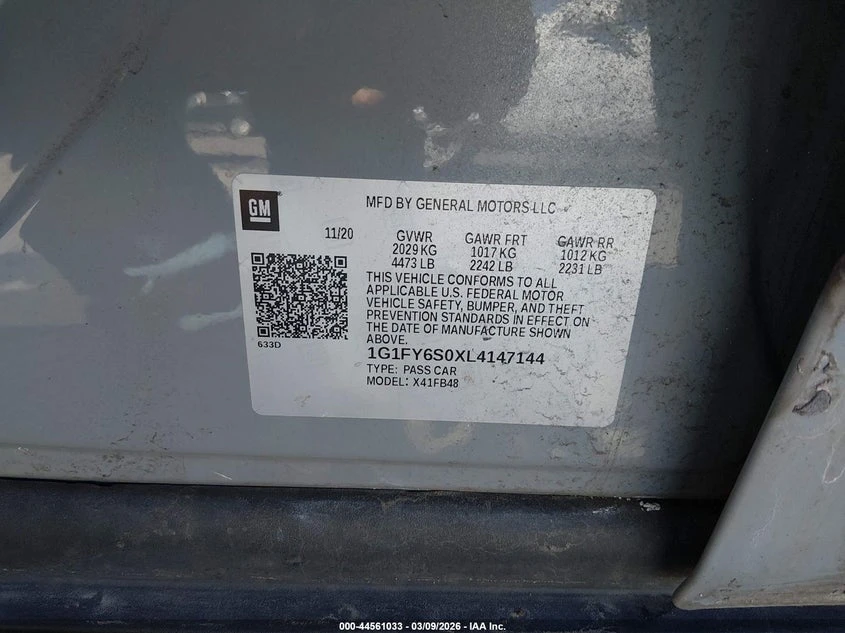 GM
MFD BY GENERAL MOTORS LLC
11/20
GVWR GAWR FRT GAWR RR
2029 KG 1017 KG 1012 KG
4473 LB 2242 LB 2231 LB
THIS VEHICLE CONFORMS TO ALL
APPLICABLE U.S. FEDERAL MOTOR
VEHICLE SAFETY, BUMPER, AND THEFT
PREVENTION STANDARDS IN EFFECT ON
THE DATE OF MANUFACTURE SHOWN
ABOVE.
633D
1G1FY6S0XL4147144
TYPE: PASS CAR
MODEL: X41FB48
000-44561033 - 03/09/2026 - IAA Inc.